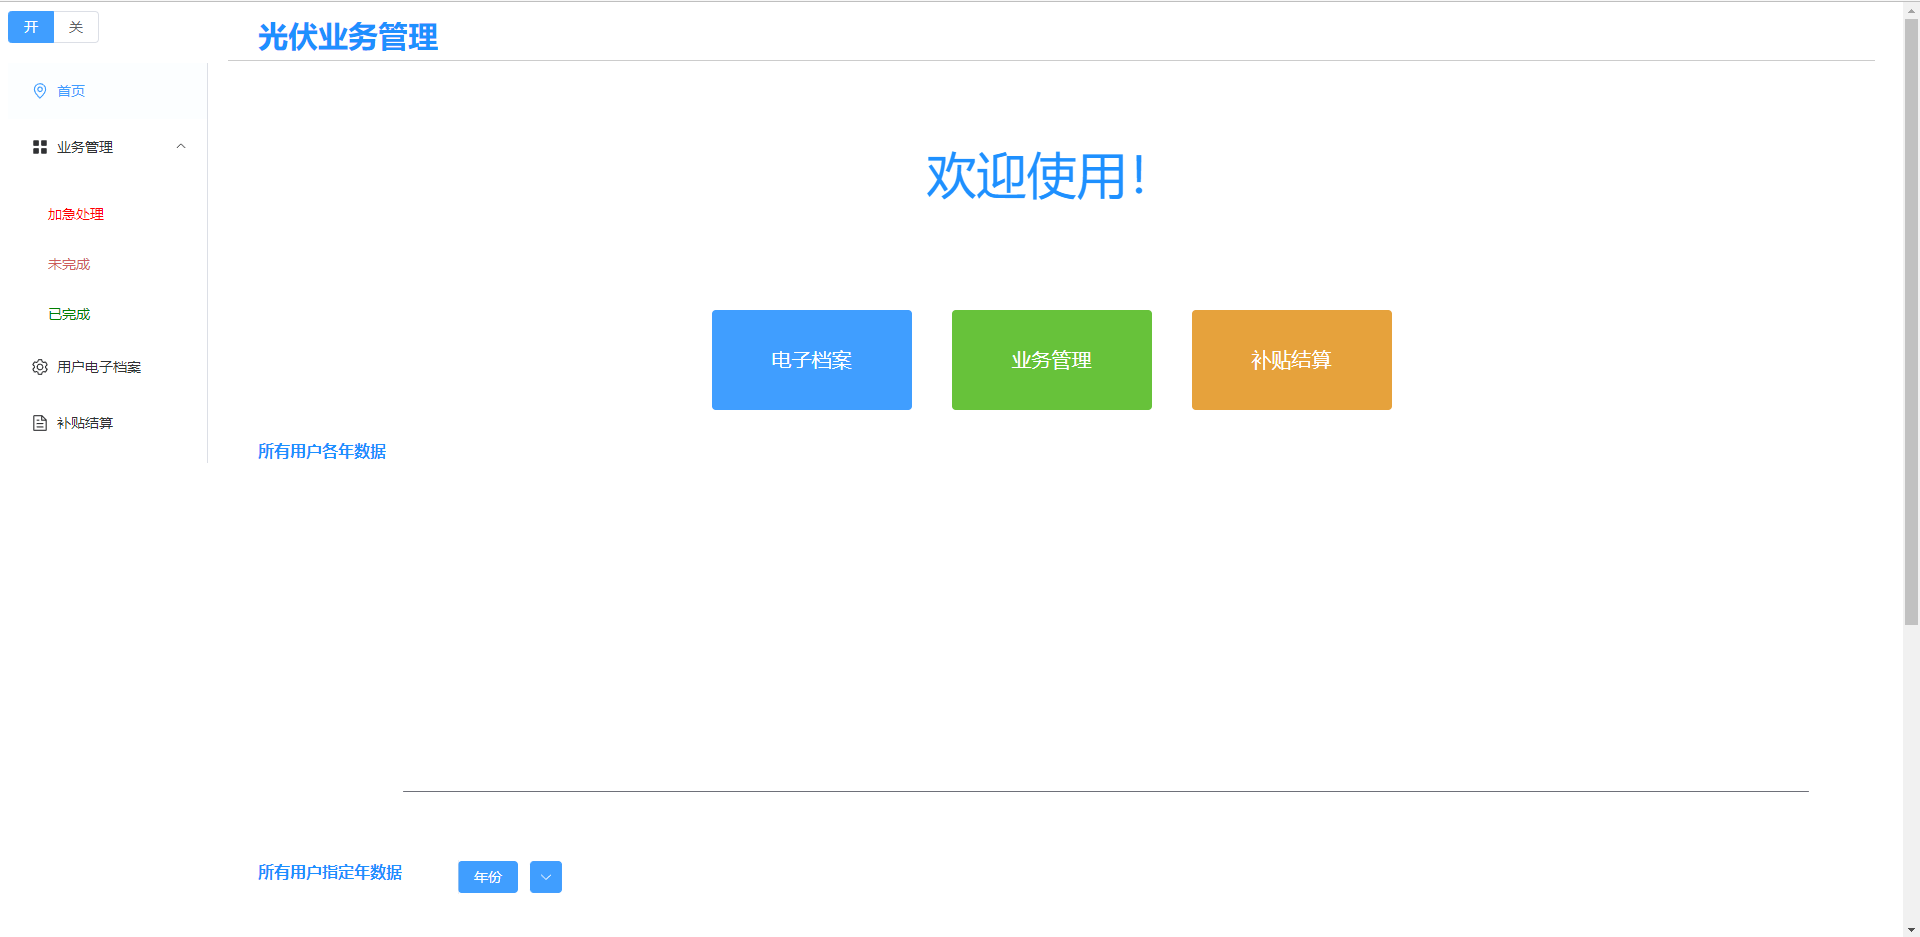 开 关
光伏业务管理
首页
业务管理
加急处理
未完成
已完成
用户电子档案
补贴结算
欢迎使用！
电子档案 业务管理 补贴结算
所有用户各年数据
所有用户指定年数据 年份